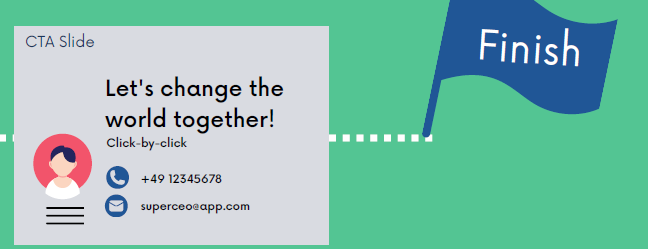 CTA Slide
Finish
Let's change the
world together!
Click-by-click
+49 12345678
superceo@app.com